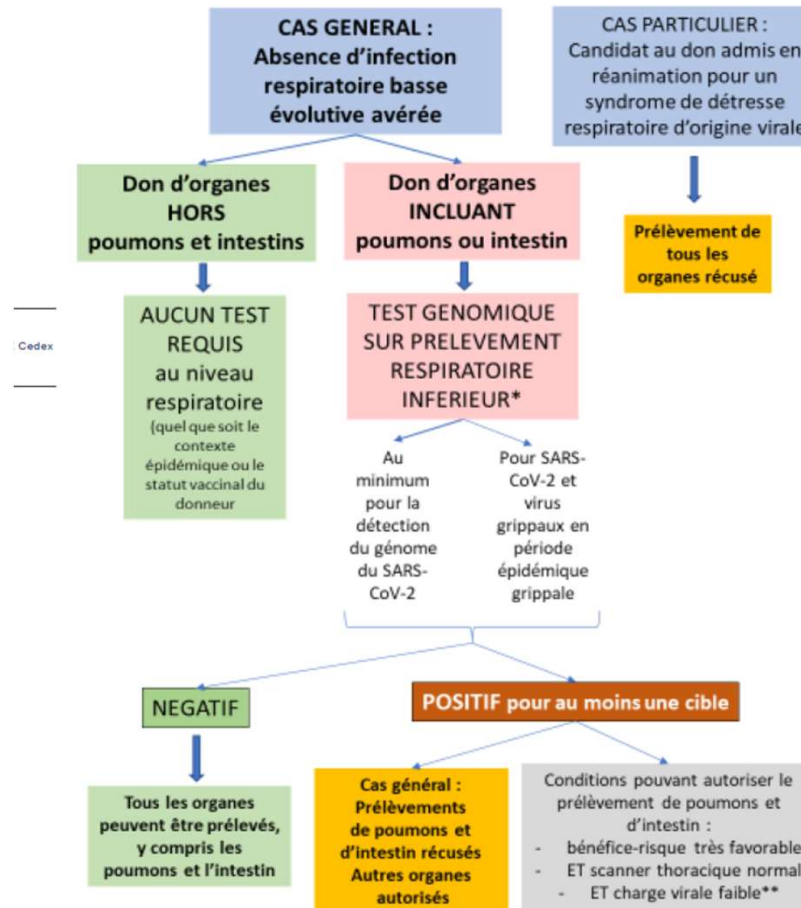 CAS GENERAL :
Absence d'infection
respiratoire basse
évolutive avérée
CAS PARTICULIER :
Candidat au don admis en
réanimation pour un
syndrome de détresse
respiratoire d'origine virale
Don d'organes
HORS
poumons et intestins
Don d'organes
INCLUANT
poumons ou intestin
Prélèvement de
tous les
organes récusé
Cedex
AUCUN TEST
REQUIS
au niveau
respiratoire
(quel que soit le
contexte
épidémique ou le
statut vaccinal du
donneur
TEST GENOMIQUE
SUR PRELEVEMENT
RESPIRATOIRE
INFERIEUR*
Au
minimum
pour la
détection
du génome
du SARS-
CoV-2
Pour SARS-
CoV-2 et
virus
grippaux en
période
épidémique
grippale
NEGATIF
POSITIF pour au moins une cible
Tous les organes
peuvent être prélevés,
y compris les
poumons et l'intestin
Cas général :
Prélèvements
de poumons et
d'intestin récusés
Autres organes
autorisés
Conditions pouvant autoriser le
prélèvement de poumons et
d'intestin :
- bénéfice-risque très favorable
- ET scanner thoracique normal
- ET charge virale faible**